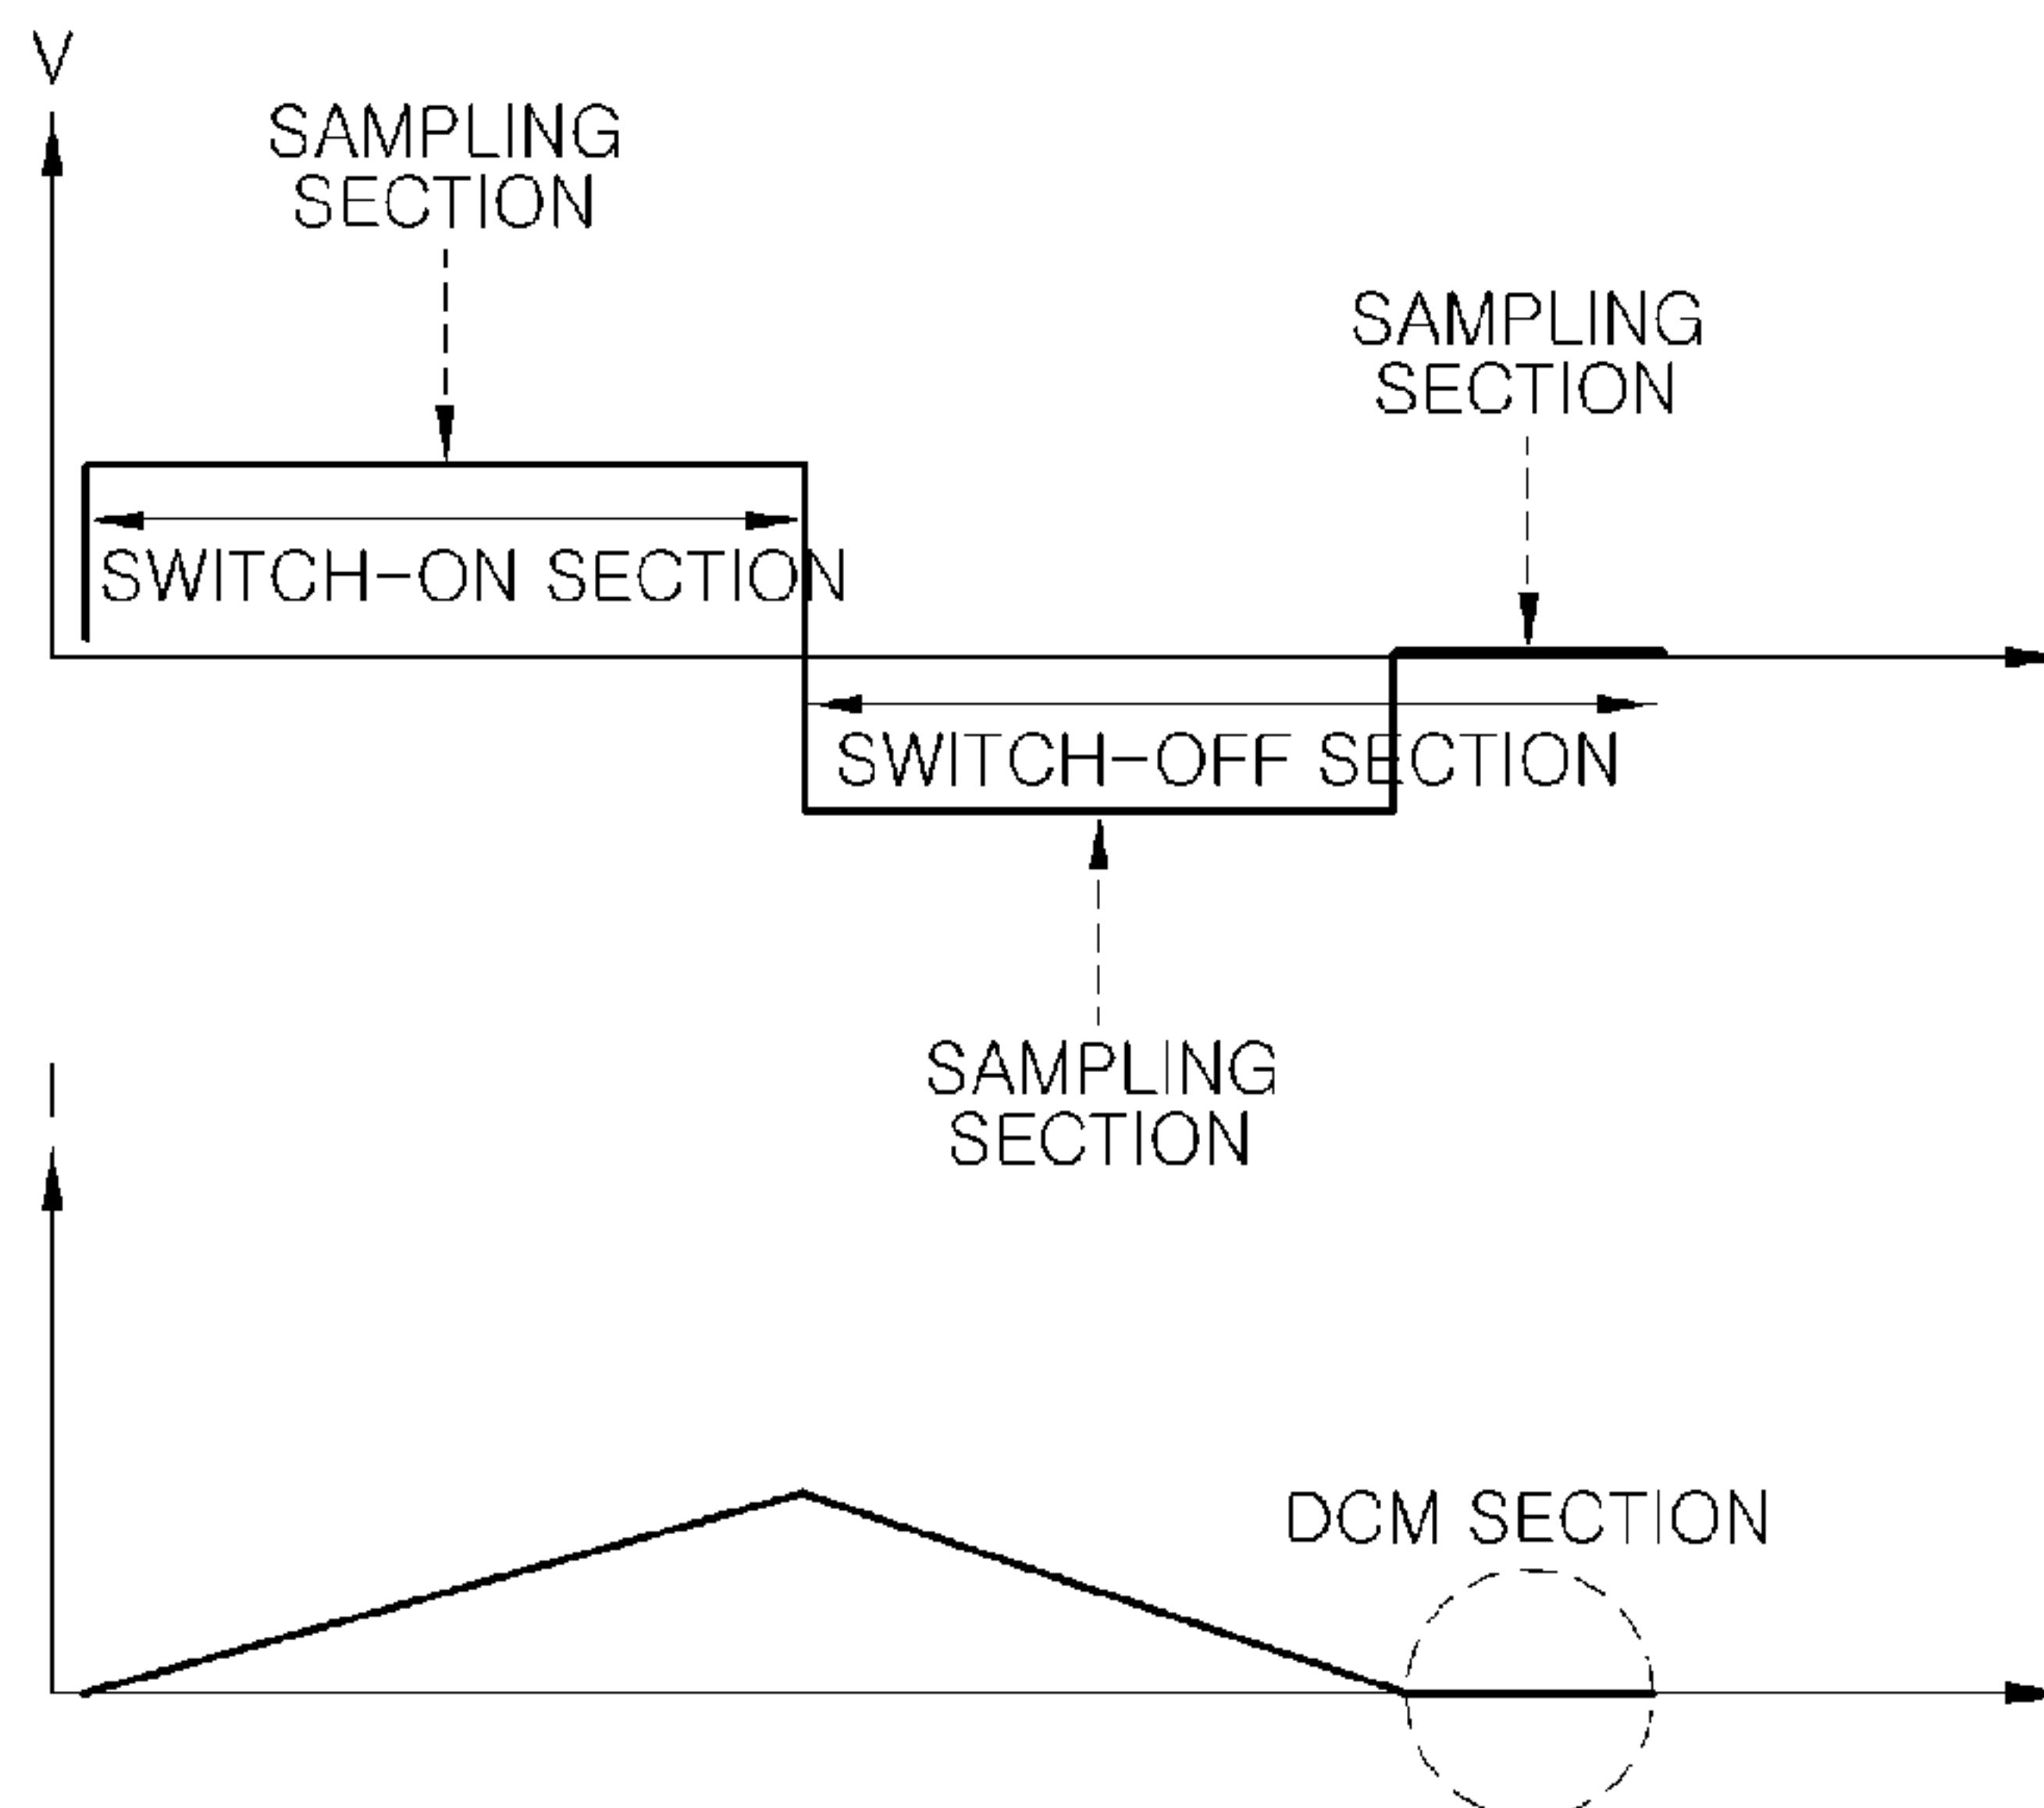 V
SAMPLING
SECTION
SAMPLING
SECTION
SWITCH-ON SECTION
SWITCH-OFF SECTION
SAMPLING
SECTION
I
DCM SECTION